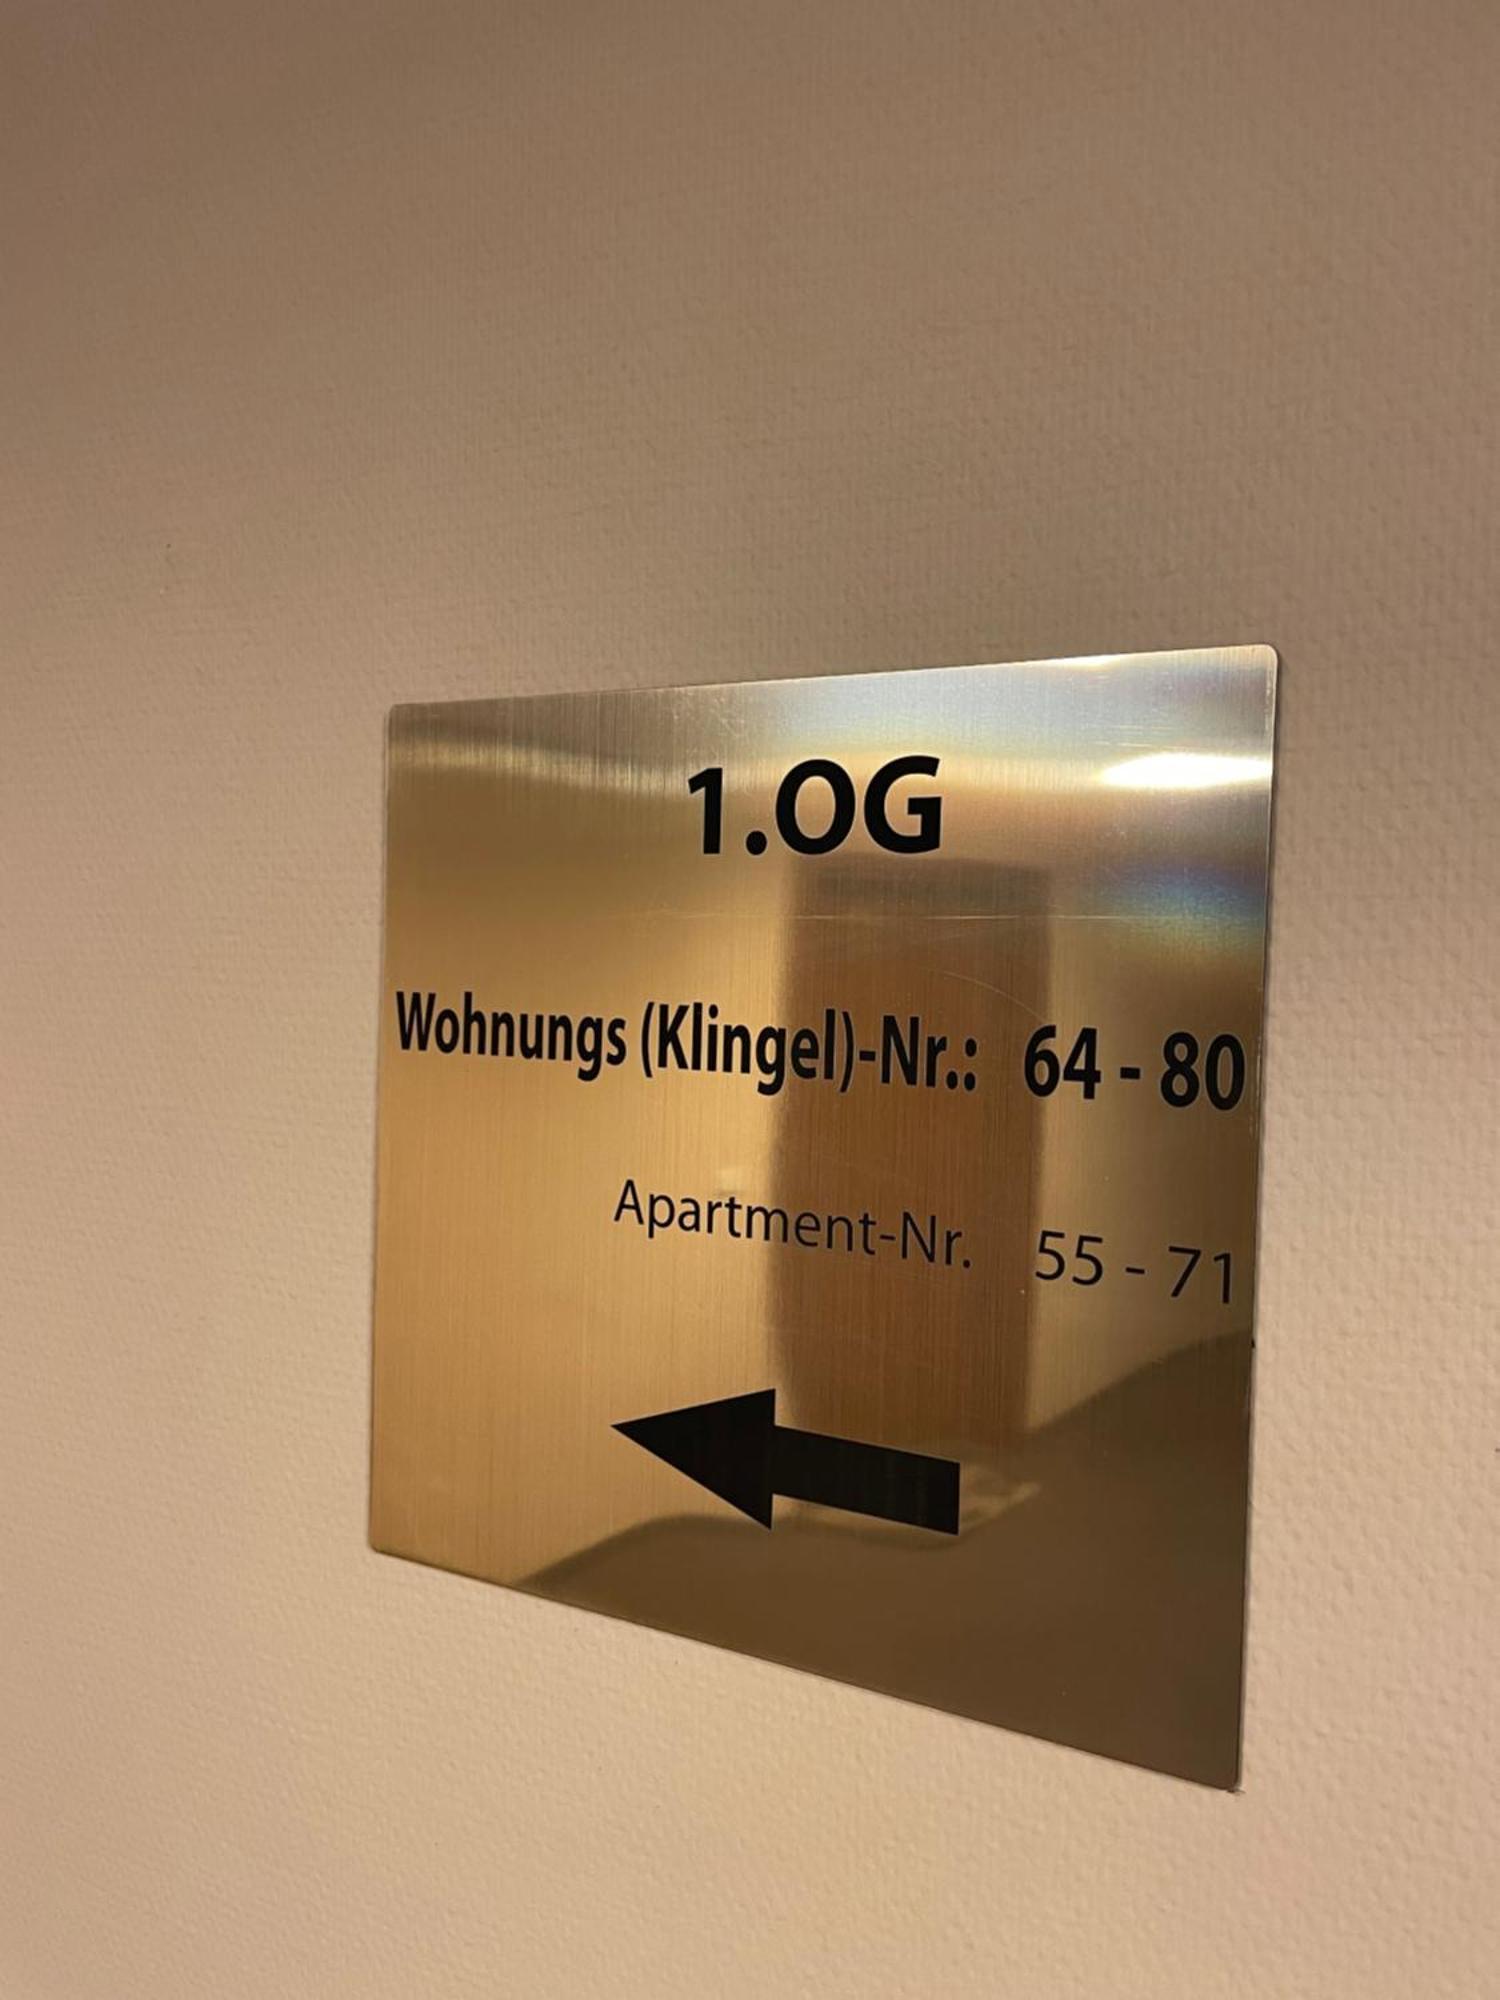 1.OG
Wohnungs (Klingel)-Nr.: 64 - 80
Apartment-Nr. 55 - 71